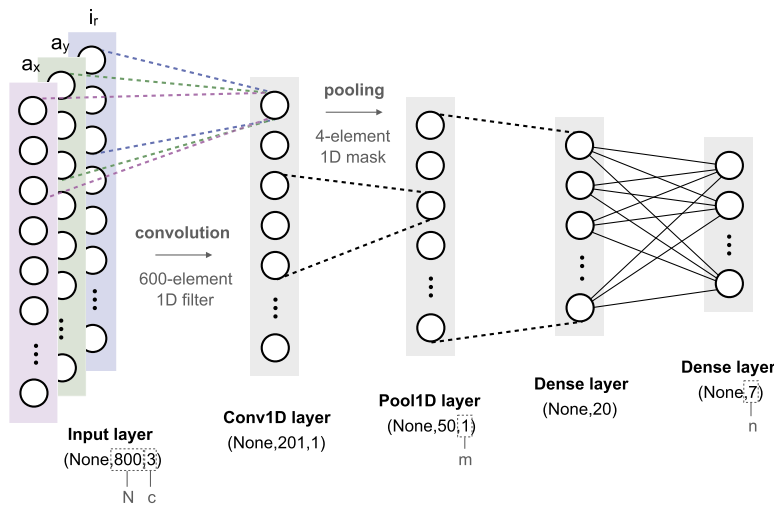 ax
ay
ir
convolution
600-element
1D filter
pooling
4-element
1D mask
Input layer
(None,800,3)
N c
Conv1D layer
(None,201,1)
Pool1D layer
(None,50,1)
m
Dense layer
(None,20)
Dense layer
(None,7)
n